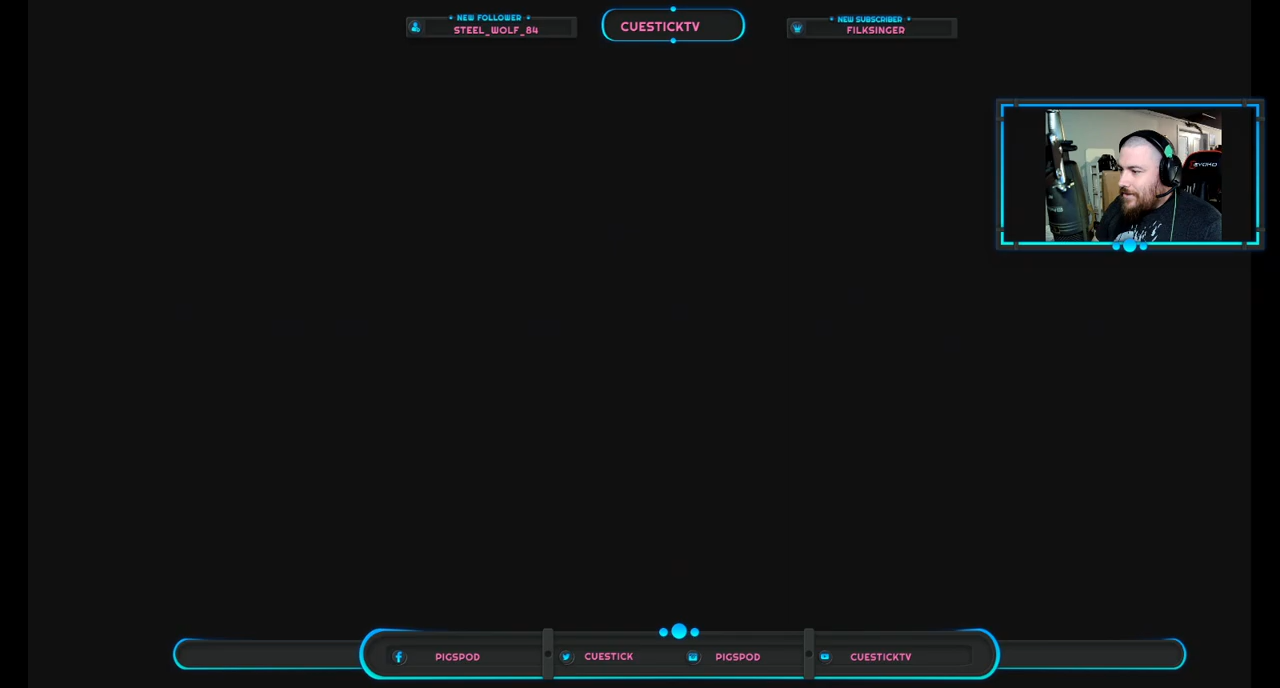 NEW FOLLOWER
STEEL_WOLF_84
CUESTICKTV
NEW SUBSCRIBER
FILKSINGER
PIGSPOD
CUESTICK
PIGSPOD
CUESTICKTV